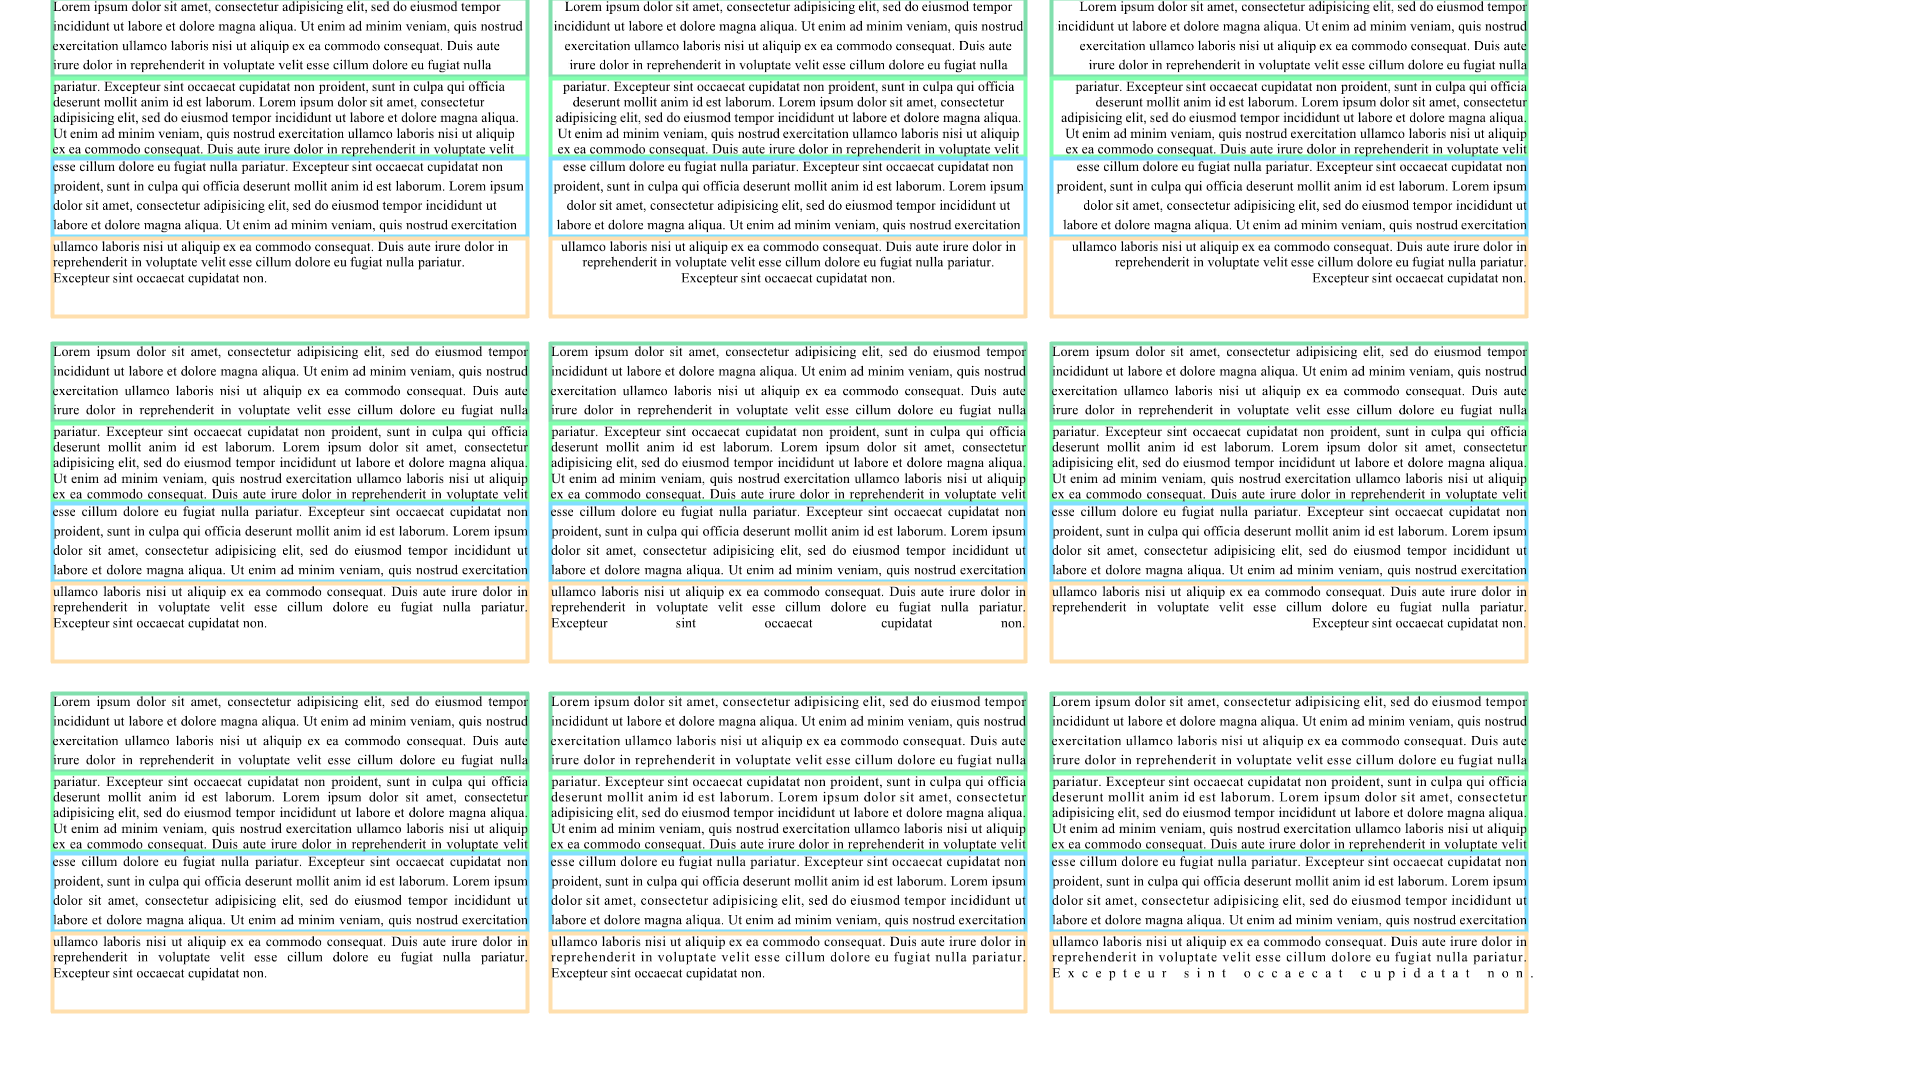 Lorem ipsum dolor sit amet, consectetur adipisicing elit, sed do eiusmod tempor
incididunt ut labore et dolore magna aliqua. Ut enim ad minim veniam, quis nostrud
exercitation ullamco laboris nisi ut aliquip ex ea commodo consequat. Duis aute
irure dolor in reprehenderit in voluptate velit esse cillum dolore eu fugiat nulla
pariatur. Excepteur sint occaecat cupidatat non proident, sunt in culpa qui officia
deserunt mollit anim id est laborum. Lorem ipsum dolor sit amet, consectetur
adipisicing elit, sed do eiusmod tempor incididunt ut labore et dolore magna aliqua.
Ut enim ad minim veniam, quis nostrud exercitation ullamco laboris nisi ut aliquip
ex ea commodo consequat. Duis aute irure dolor in reprehenderit in voluptate velit
esse cillum dolore eu fugiat nulla pariatur. Excepteur sint occaecat cupidatat non
proident, sunt in culpa qui officia deserunt mollit anim id est laborum. Lorem ipsum
dolor sit amet, consectetur adipisicing elit, sed do eiusmod tempor incididunt ut
labore et dolore magna aliqua. Ut enim ad minim veniam, quis nostrud exercitation
ullamco laboris nisi ut aliquip ex ea commodo consequat. Duis aute irure dolor in
reprehenderit in voluptate velit esse cillum dolore eu fugiat nulla pariatur.
Excepteur sint occaecat cupidatat non.
Lorem ipsum dolor sit amet, consectetur adipisicing elit, sed do eiusmod tempor
incididunt ut labore et dolore magna aliqua. Ut enim ad minim veniam, quis nostrud
exercitation ullamco laboris nisi ut aliquip ex ea commodo consequat. Duis aute
irure dolor in reprehenderit in voluptate velit esse cillum dolore eu fugiat nulla
pariatur. Excepteur sint occaecat cupidatat non proident, sunt in culpa qui officia
deserunt mollit anim id est laborum. Lorem ipsum dolor sit amet, consectetur
adipisicing elit, sed do eiusmod tempor incididunt ut labore et dolore magna aliqua.
Ut enim ad minim veniam, quis nostrud exercitation ullamco laboris nisi ut aliquip
ex ea commodo consequat. Duis aute irure dolor in reprehenderit in voluptate velit
esse cillum dolore eu fugiat nulla pariatur. Excepteur sint occaecat cupidatat non
proident, sunt in culpa qui officia deserunt mollit anim id est laborum. Lorem ipsum
dolor sit amet, consectetur adipisicing elit, sed do eiusmod tempor incididunt ut
labore et dolore magna aliqua. Ut enim ad minim veniam, quis nostrud exercitation
ullamco laboris nisi ut aliquip ex ea commodo consequat. Duis aute irure dolor in
reprehenderit in voluptate velit esse cillum dolore eu fugiat nulla pariatur.
Excepteur sint occaecat cupidatat non.
Lorem ipsum dolor sit amet, consectetur adipisicing elit, sed do eiusmod tempor
incididunt ut labore et dolore magna aliqua. Ut enim ad minim veniam, quis nostrud
exercitation ullamco laboris nisi ut aliquip ex ea commodo consequat. Duis aute
irure dolor in reprehenderit in voluptate velit esse cillum dolore eu fugiat nulla
pariatur. Excepteur sint occaecat cupidatat non proident, sunt in culpa qui officia
deserunt mollit anim id est laborum. Lorem ipsum dolor sit amet, consectetur
adipisicing elit, sed do eiusmod tempor incididunt ut labore et dolore magna aliqua.
Ut enim ad minim veniam, quis nostrud exercitation ullamco laboris nisi ut aliquip
ex ea commodo consequat. Duis aute irure dolor in reprehenderit in voluptate velit
esse cillum dolore eu fugiat nulla pariatur. Excepteur sint occaecat cupidatat non
proident, sunt in culpa qui officia deserunt mollit anim id est laborum. Lorem ipsum
dolor sit amet, consectetur adipisicing elit, sed do eiusmod tempor incididunt ut
labore et dolore magna aliqua. Ut enim ad minim veniam, quis nostrud exercitation
ullamco laboris nisi ut aliquip ex ea commodo consequat. Duis aute irure dolor in
reprehenderit in voluptate velit esse cillum dolore eu fugiat nulla pariatur.
Excepteur sint occaecat cupidatat non.
Lorem ipsum dolor sit amet, consectetur adipisicing elit, sed do eiusmod tempor
incididunt ut labore et dolore magna aliqua. Ut enim ad minim veniam, quis nostrud
exercitation ullamco laboris nisi ut aliquip ex ea commodo consequat. Duis aute
irure dolor in reprehenderit in voluptate velit esse cillum dolore eu fugiat nulla
pariatur. Excepteur sint occaecat cupidatat non proident, sunt in culpa qui officia
deserunt mollit anim id est laborum. Lorem ipsum dolor sit amet, consectetur
adipisicing elit, sed do eiusmod tempor incididunt ut labore et dolore magna aliqua.
Ut enim ad minim veniam, quis nostrud exercitation ullamco laboris nisi ut aliquip
ex ea commodo consequat. Duis aute irure dolor in reprehenderit in voluptate velit
esse cillum dolore eu fugiat nulla pariatur. Excepteur sint occaecat cupidatat non
proident, sunt in culpa qui officia deserunt mollit anim id est laborum. Lorem ipsum
dolor sit amet, consectetur adipisicing elit, sed do eiusmod tempor incididunt ut
labore et dolore magna aliqua. Ut enim ad minim veniam, quis nostrud exercitation
ullamco laboris nisi ut aliquip ex ea commodo consequat. Duis aute irure dolor in
reprehenderit in voluptate velit esse cillum dolore eu fugiat nulla pariatur.
Excepteur sint occaecat cupidatat non.
Lorem ipsum dolor sit amet, consectetur adipisicing elit, sed do eiusmod tempor
incididunt ut labore et dolore magna aliqua. Ut enim ad minim veniam, quis nostrud
exercitation ullamco laboris nisi ut aliquip ex ea commodo consequat. Duis aute
irure dolor in reprehenderit in voluptate velit esse cillum dolore eu fugiat nulla
pariatur. Excepteur sint occaecat cupidatat non proident, sunt in culpa qui officia
deserunt mollit anim id est laborum. Lorem ipsum dolor sit amet, consectetur
adipisicing elit, sed do eiusmod tempor incididunt ut labore et dolore magna aliqua.
Ut enim ad minim veniam, quis nostrud exercitation ullamco laboris nisi ut aliquip
ex ea commodo consequat. Duis aute irure dolor in reprehenderit in voluptate velit
esse cillum dolore eu fugiat nulla pariatur. Excepteur sint occaecat cupidatat non
proident, sunt in culpa qui officia deserunt mollit anim id est laborum. Lorem ipsum
dolor sit amet, consectetur adipisicing elit, sed do eiusmod tempor incididunt ut
labore et dolore magna aliqua. Ut enim ad minim veniam, quis nostrud exercitation
ullamco laboris nisi ut aliquip ex ea commodo consequat. Duis aute irure dolor in
reprehenderit in voluptate velit esse cillum dolore eu fugiat nulla pariatur.
Excepteur sint occaecat cupidatat non.
Lorem ipsum dolor sit amet, consectetur adipisicing elit, sed do eiusmod tempor
incididunt ut labore et dolore magna aliqua. Ut enim ad minim veniam, quis nostrud
exercitation ullamco laboris nisi ut aliquip ex ea commodo consequat. Duis aute
irure dolor in reprehenderit in voluptate velit esse cillum dolore eu fugiat nulla
pariatur. Excepteur sint occaecat cupidatat non proident, sunt in culpa qui officia
deserunt mollit anim id est laborum. Lorem ipsum dolor sit amet, consectetur
adipisicing elit, sed do eiusmod tempor incididunt ut labore et dolore magna aliqua.
Ut enim ad minim veniam, quis nostrud exercitation ullamco laboris nisi ut aliquip
ex ea commodo consequat. Duis aute irure dolor in reprehenderit in voluptate velit
esse cillum dolore eu fugiat nulla pariatur. Excepteur sint occaecat cupidatat non
proident, sunt in culpa qui officia deserunt mollit anim id est laborum. Lorem ipsum
dolor sit amet, consectetur adipisicing elit, sed do eiusmod tempor incididunt ut
labore et dolore magna aliqua. Ut enim ad minim veniam, quis nostrud exercitation
ullamco laboris nisi ut aliquip ex ea commodo consequat. Duis aute irure dolor in
reprehenderit in voluptate velit esse cillum dolore eu fugiat nulla pariatur.
Excepteur sint occaecat cupidatat non.
Lorem ipsum dolor sit amet, consectetur adipisicing elit, sed do eiusmod tempor
incididunt ut labore et dolore magna aliqua. Ut enim ad minim veniam, quis nostrud
exercitation ullamco laboris nisi ut aliquip ex ea commodo consequat. Duis aute
irure dolor in reprehenderit in voluptate velit esse cillum dolore eu fugiat nulla
pariatur. Excepteur sint occaecat cupidatat non proident, sunt in culpa qui officia
deserunt mollit anim id est laborum. Lorem ipsum dolor sit amet, consectetur
adipisicing elit, sed do eiusmod tempor incididunt ut labore et dolore magna aliqua.
Ut enim ad minim veniam, quis nostrud exercitation ullamco laboris nisi ut aliquip
ex ea commodo consequat. Duis aute irure dolor in reprehenderit in voluptate velit
esse cillum dolore eu fugiat nulla pariatur. Excepteur sint occaecat cupidatat non
proident, sunt in culpa qui officia deserunt mollit anim id est laborum. Lorem ipsum
dolor sit amet, consectetur adipisicing elit, sed do eiusmod tempor incididunt ut
labore et dolore magna aliqua. Ut enim ad minim veniam, quis nostrud exercitation
ullamco laboris nisi ut aliquip ex ea commodo consequat. Duis aute irure dolor in
reprehenderit in voluptate velit esse cillum dolore eu fugiat nulla pariatur.
Excepteur sint occaecat cupidatat non.
Lorem ipsum dolor sit amet, consectetur adipisicing elit, sed do eiusmod tempor
incididunt ut labore et dolore magna aliqua. Ut enim ad minim veniam, quis nostrud
exercitation ullamco laboris nisi ut aliquip ex ea commodo consequat. Duis aute
irure dolor in reprehenderit in voluptate velit esse cillum dolore eu fugiat nulla
pariatur. Excepteur sint occaecat cupidatat non proident, sunt in culpa qui officia
deserunt mollit anim id est laborum. Lorem ipsum dolor sit amet, consectetur
adipisicing elit, sed do eiusmod tempor incididunt ut labore et dolore magna aliqua.
Ut enim ad minim veniam, quis nostrud exercitation ullamco laboris nisi ut aliquip
ex ea commodo consequat. Duis aute irure dolor in reprehenderit in voluptate velit
esse cillum dolore eu fugiat nulla pariatur. Excepteur sint occaecat cupidatat non
proident, sunt in culpa qui officia deserunt mollit anim id est laborum. Lorem ipsum
dolor sit amet, consectetur adipisicing elit, sed do eiusmod tempor incididunt ut
labore et dolore magna aliqua. Ut enim ad minim veniam, quis nostrud exercitation
ullamco laboris nisi ut aliquip ex ea commodo consequat. Duis aute irure dolor in
reprehenderit in voluptate velit esse cillum dolore eu fugiat nulla pariatur.
Excepteur sint occaecat cupidatat non.
Lorem ipsum dolor sit amet, consectetur adipisicing elit, sed do eiusmod tempor
incididunt ut labore et dolore magna aliqua. Ut enim ad minim veniam, quis nostrud
exercitation ullamco laboris nisi ut aliquip ex ea commodo consequat. Duis aute
irure dolor in reprehenderit in voluptate velit esse cillum dolore eu fugiat nulla
pariatur. Excepteur sint occaecat cupidatat non proident, sunt in culpa qui officia
deserunt mollit anim id est laborum. Lorem ipsum dolor sit amet, consectetur
adipisicing elit, sed do eiusmod tempor incididunt ut labore et dolore magna aliqua.
Ut enim ad minim veniam, quis nostrud exercitation ullamco laboris nisi ut aliquip
ex ea commodo consequat. Duis aute irure dolor in reprehenderit in voluptate velit
esse cillum dolore eu fugiat nulla pariatur. Excepteur sint occaecat cupidatat non
proident, sunt in culpa qui officia deserunt mollit anim id est laborum. Lorem ipsum
dolor sit amet, consectetur adipisicing elit, sed do eiusmod tempor incididunt ut
labore et dolore magna aliqua. Ut enim ad minim veniam, quis nostrud exercitation
ullamco laboris nisi ut aliquip ex ea commodo consequat. Duis aute irure dolor in
reprehenderit in voluptate velit esse cillum dolore eu fugiat nulla pariatur.
Excepteur sint occaecat cupidatat non.